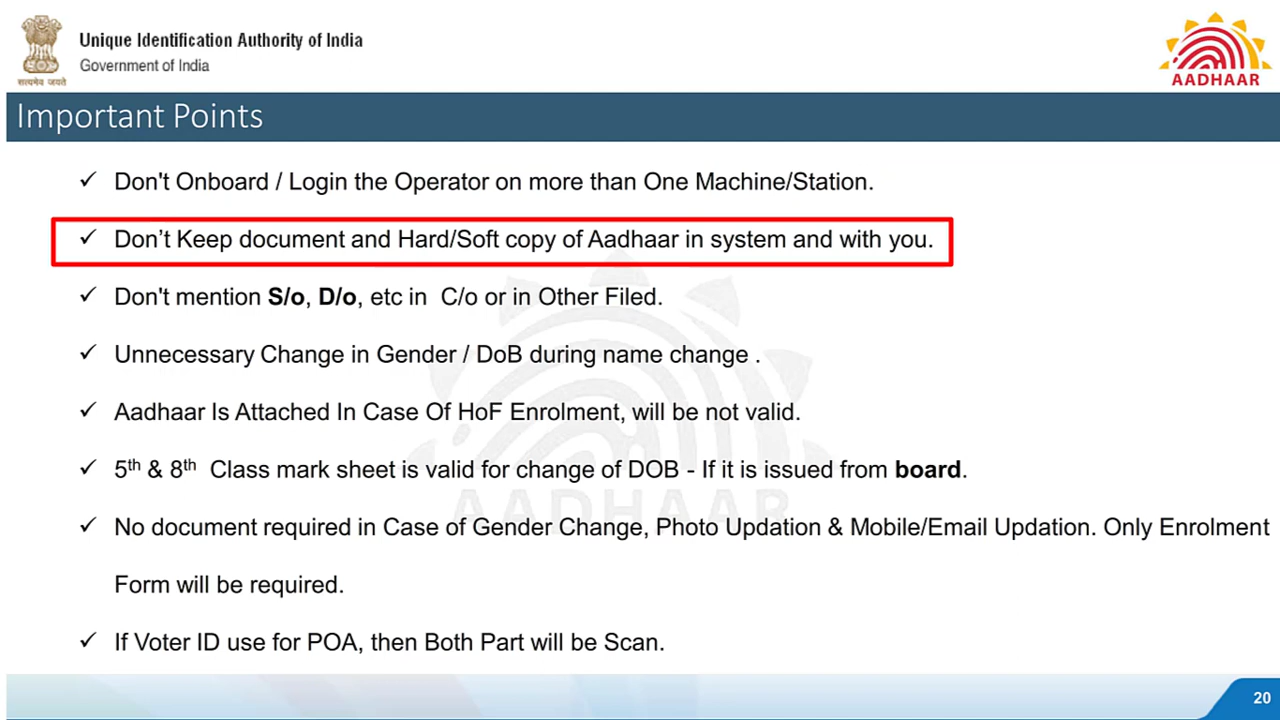 Unique Identification Authority of India
Government of India
सत्यमेव जयते
AADHAAR
Important Points
✓ Don't Onboard / Login the Operator on more than One Machine/Station.
✓ Don’t Keep document and Hard/Soft copy of Aadhaar in system and with you.
✓ Don't mention S/o, D/o, etc in C/o or in Other Filed.
✓ Unnecessary Change in Gender / DoB during name change .
✓ Aadhaar Is Attached In Case Of HoF Enrolment, will be not valid.
✓ 5th & 8th Class mark sheet is valid for change of DOB - If it is issued from board.
AADHAAR
✓ No document required in Case of Gender Change, Photo Updation & Mobile/Email Updation. Only Enrolment
Form will be required.
✓ If Voter ID use for POA, then Both Part will be Scan.
20